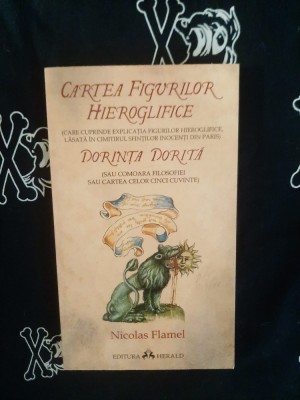 CARTEA FIGURILOR
HIEROGLIFICE
(CARE CUPRINDE EXPLICAȚIA FIGURILOR HIEROGLIFICE,
LĂSATĂ ÎN CIMITIRUL SFINȚILOR INOCENȚI DIN PARIS)
DORINȚA DORITĂ
(SAU COMOARA FILOSOFIEI
SAU CARTEA CELOR CINCI CUVINTE)
Nicolas Flamel
EDITURA HERALD